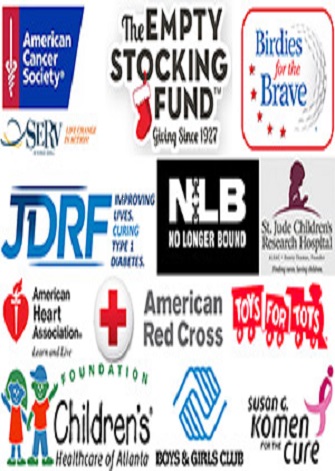 American
Cancer
Society®
The EMPTY
STOCKING
FUND™
Giving Since 1927
Birdies
for the
Brave
SERV
LIVE CHANGE
IN ACTION!
JDRF
IMPROVING
LIVES.
CURING
TYPE 1
DIABETES.
NLB
NO LONGER BOUND
St. Jude Children's
Research Hospital
Finding cures. Saving children.
American
Heart
Association®
Learn and Live
American
Red Cross
TOYS FOR TOTS
FOUNDATION
Children's
Healthcare of Atlanta
BOYS & GIRLS CLUB
SUSAN G.
Komen
FOR THE
CURE